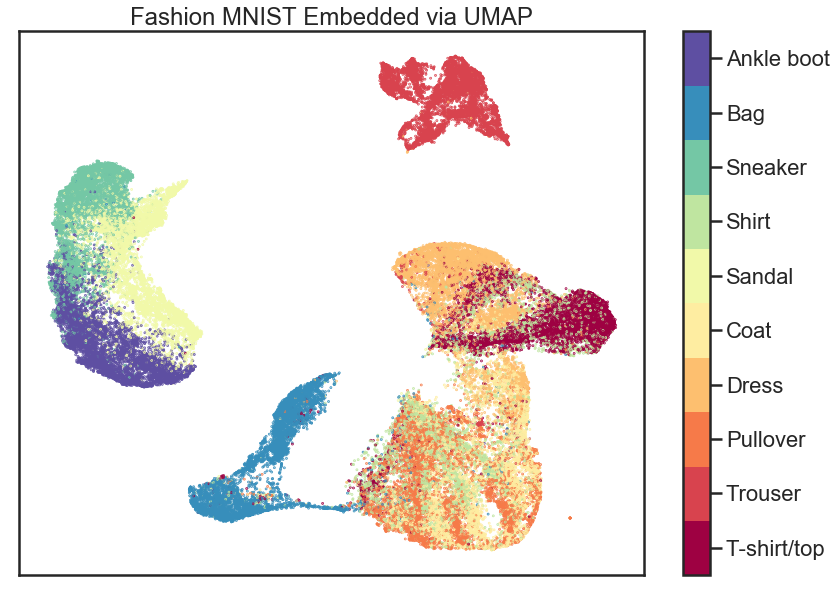 Fashion MNIST Embedded via UMAP
Ankle boot
Bag
Sneaker
Shirt
Sandal
Coat
Dress
Pullover
Trouser
T-shirt/top